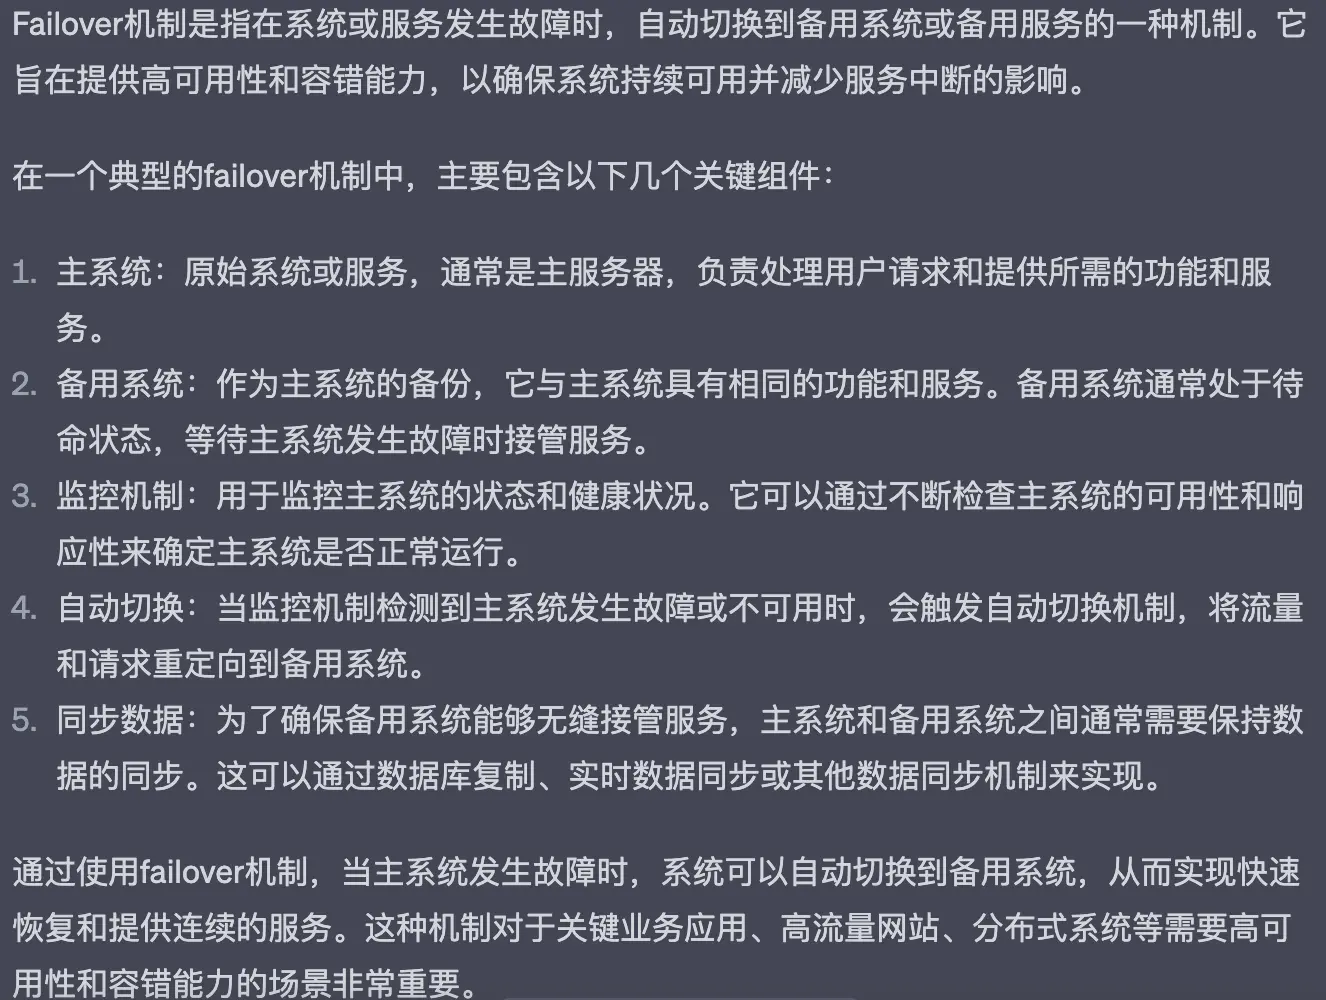 Failover机制是指在系统或服务发生故障时，自动切换到备用系统或备用服务的一种机制。它
旨在提供高可用性和容错能力，以确保系统持续可用并减少服务中断的影响。
在一个典型的failover机制中，主要包含以下几个关键组件：
1. 主系统：原始系统或服务，通常是主服务器，负责处理用户请求和提供所需的功能和服
务。
2. 备用系统：作为主系统的备份，它与主系统具有相同的功能和服务。备用系统通常处于待
命状态，等待主系统发生故障时接管服务。
3. 监控机制：用于监控主系统的状态和健康状况。它可以通过不断检查主系统的可用性和响
应性来确定主系统是否正常运行。
4. 自动切换：当监控机制检测到主系统发生故障或不可用时，会触发自动切换机制，将流量
和请求重定向到备用系统。
5. 同步数据：为了确保备用系统能够无缝接管服务，主系统和备用系统之间通常需要保持数
据的同步。这可以通过数据库复制、实时数据同步或其他数据同步机制来实现。
通过使用failover机制，当主系统发生故障时，系统可以自动切换到备用系统，从而实现快速
恢复和提供连续的服务。这种机制对于关键业务应用、高流量网站、分布式系统等需要高可
用性和容错能力的场景非常重要。